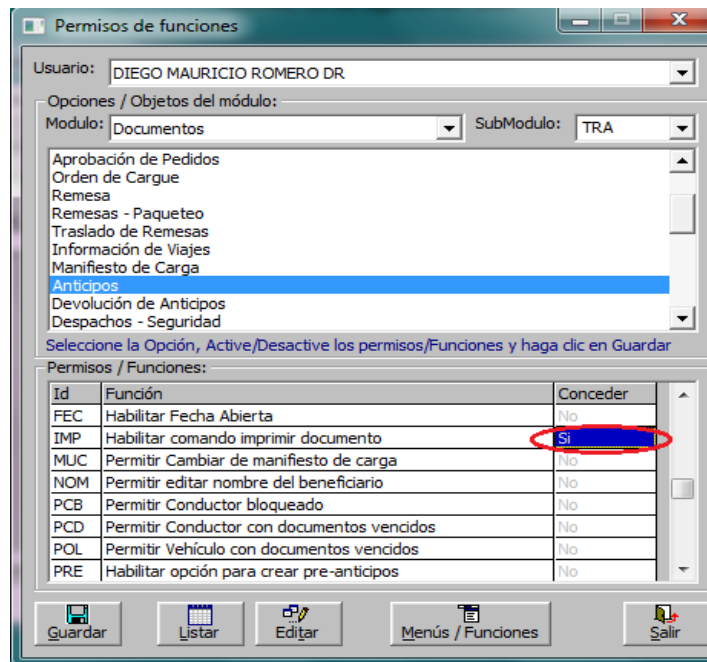 Permisos de funciones
Usuario: DIEGO MAURICIO ROMERO DR
Opciones / Objetos del módulo:
Modulo: Documentos SubModulo: TRA
Aprobación de Pedidos
Orden de Cargue
Remesa
Remesas - Paqueteo
Traslado de Remesas
Información de Viajes
Manifiesto de Carga
Anticipos
Devolución de Anticipos
Despachos - Seguridad
Seleccione la Opción, Active/Desactive los permisos/Funciones y haga clic en Guardar
Permisos / Funciones:
Id Función Conceder
FEC Habilitar Fecha Abierta No
IMP Habilitar comando imprimir documento Si
MUC Permitir Cambiar de manifiesto de carga No
NOM Permitir editar nombre del beneficiario No
PCB Permitir Conductor bloqueado No
PCD Permitir Conductor con documentos vencidos No
POL Permitir Vehículo con documentos vencidos No
PRE Habilitar opción para crear pre-anticipos No
Guardar Listar Editar Menús / Funciones Salir